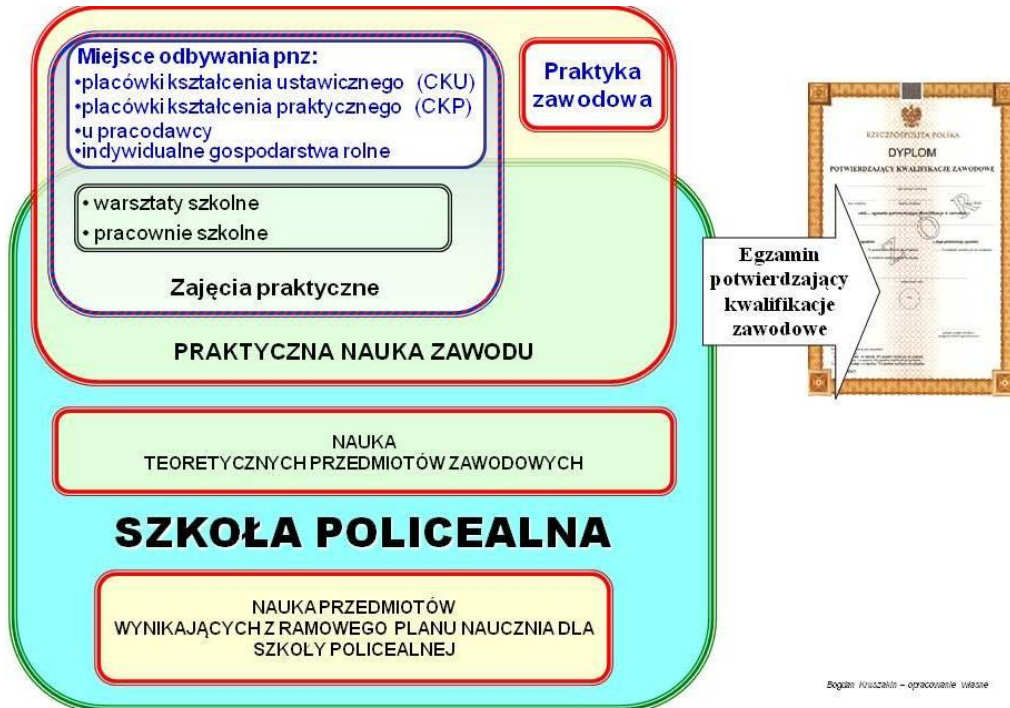 Miejsce odbywania pnz:
•placówki kształcenia ustawicznego (CKU)
•placówki kształcenia praktycznego (CKP)
•u pracodawcy
•indywidualne gospodarstwa rolne
Praktyka
zawodowa
• warsztaty szkolne
• pracownie szkolne
Zajęcia praktyczne
PRAKTYCZNA NAUKA ZAWODU
NAUKA
TEORETYCZNYCH PRZEDMIOTÓW ZAWODOWYCH
SZKOŁA POLICEALNA
NAUKA PRZEDMIOTÓW
WYNIKAJĄCYCH Z RAMOWEGO PLANU NAUCZNIA DLA
SZKOŁY POLICEALNEJ
Egzamin
potwierdzający
kwalifikacje
zawodowe
RZECZPOSPOLITA POLSKA
DYPLOM
POTWIERDZAJĄCY KWALIFIKACJE ZAWODOWE
Bogdan Kruszakin – opracowanie własne